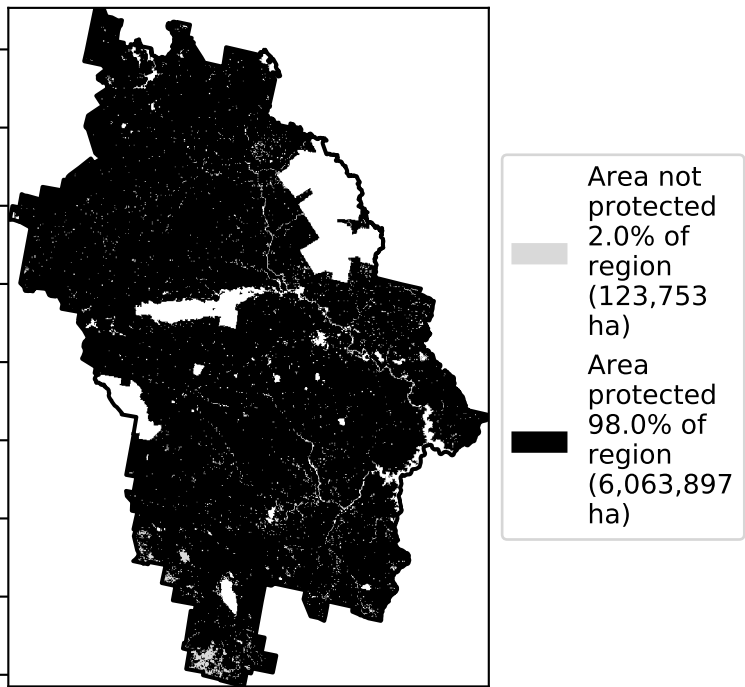 Area not
protected
2.0% of
region
(123,753
ha)
Area
protected
98.0% of
region
(6,063,897
ha)